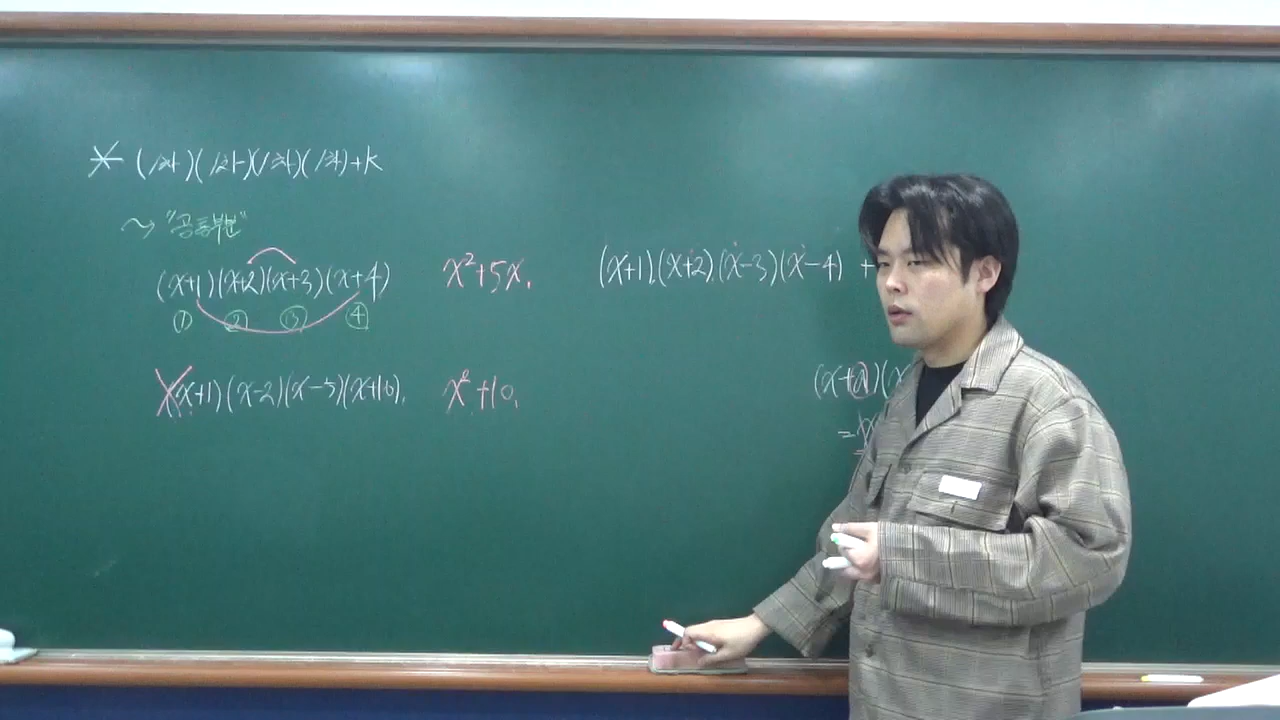 * (1차)(1차)(1차)(1차)+k
~> "공통부분"
(x+1)(x+2)(x+3)(x+4) x²+5x
① ② ③ ④
(x+1)(x-2)(x-5)(x+10) x²+10
(x+1)(x+2)(x-3)(x-4) +
(x+a)(x
=